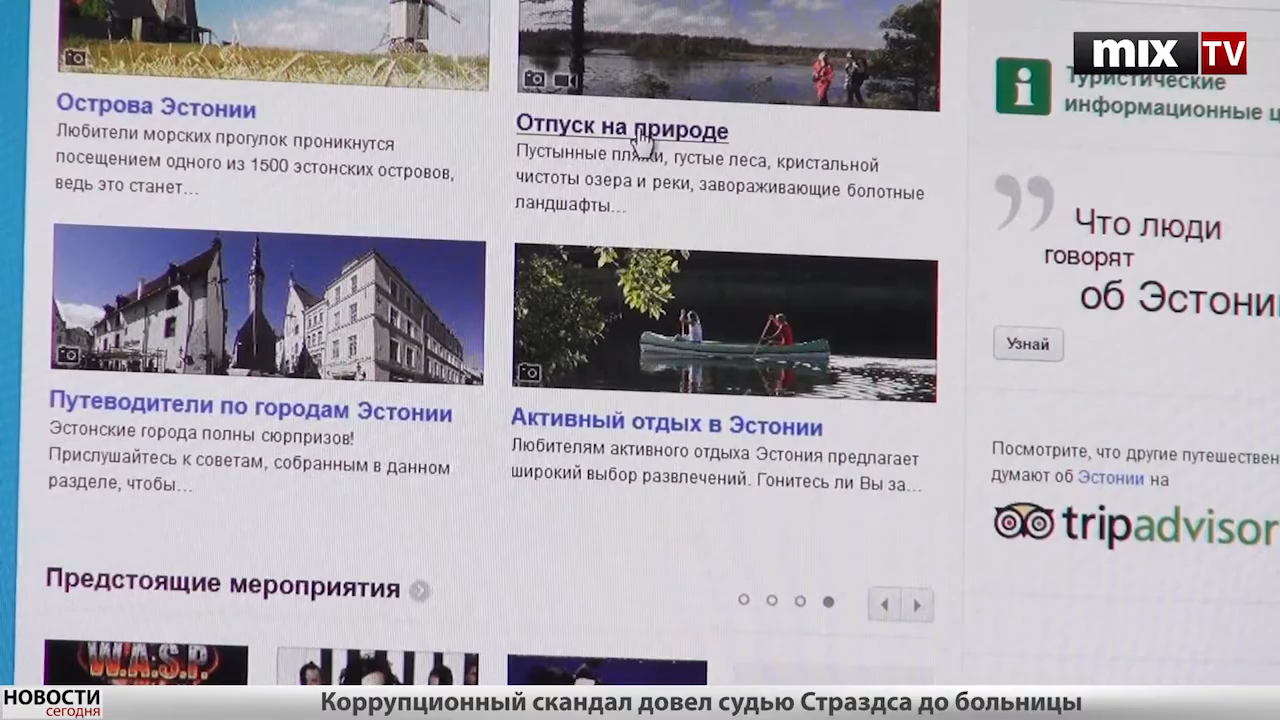 mix TV
Острова Эстонии
Любители морских прогулок проникнутся
посещением одного из 1500 эстонских островов,
ведь это станет...
Отпуск на природе
Пустынные пляжи, густые леса, кристальной
чистоты озера и реки, завораживающие болотные
ландшафты...
Туристические
информационные
Что люди
говорят
об Эстонии
Узнай
Путеводители по городам Эстонии
Эстонские города полны сюрпризов!
Прислушайтесь к советам, собранным в данном
разделе, чтобы...
Активный отдых в Эстонии
Любителям активного отдыха Эстония предлагает
широкий выбор развлечений. Гонитесь ли Вы за...
Посмотрите, что другие путешествен
думают об Эстонии на
tripadvisor
Предстоящие мероприятия
W.A.S.P.
НОВОСТИ
сегодня
Коррупционный скандал довел судью Страздса до больницы